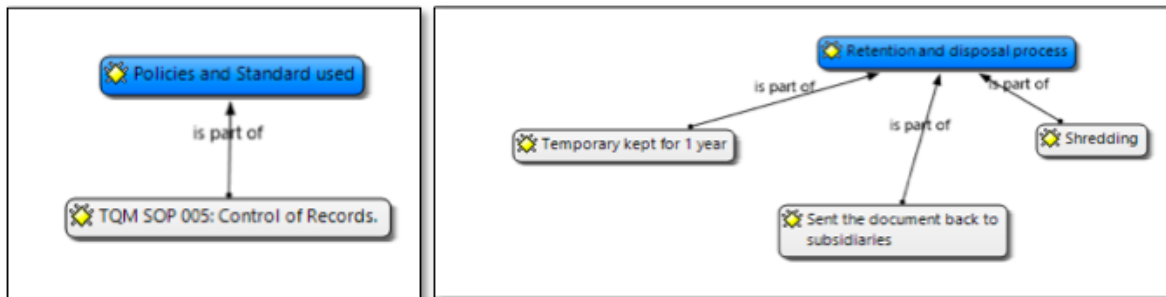 Policies and Standard used
is part of
TQM SOP 005: Control of Records.
Retention and disposal process
is part of
is part of
is part of
Temporary kept for 1 year
Shredding
Sent the document back to
subsidiaries